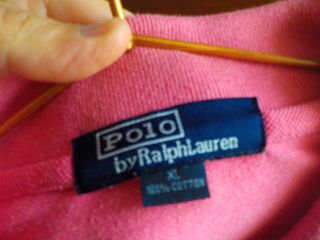 Polo
by Ralph Lauren
XL
100% COTTON